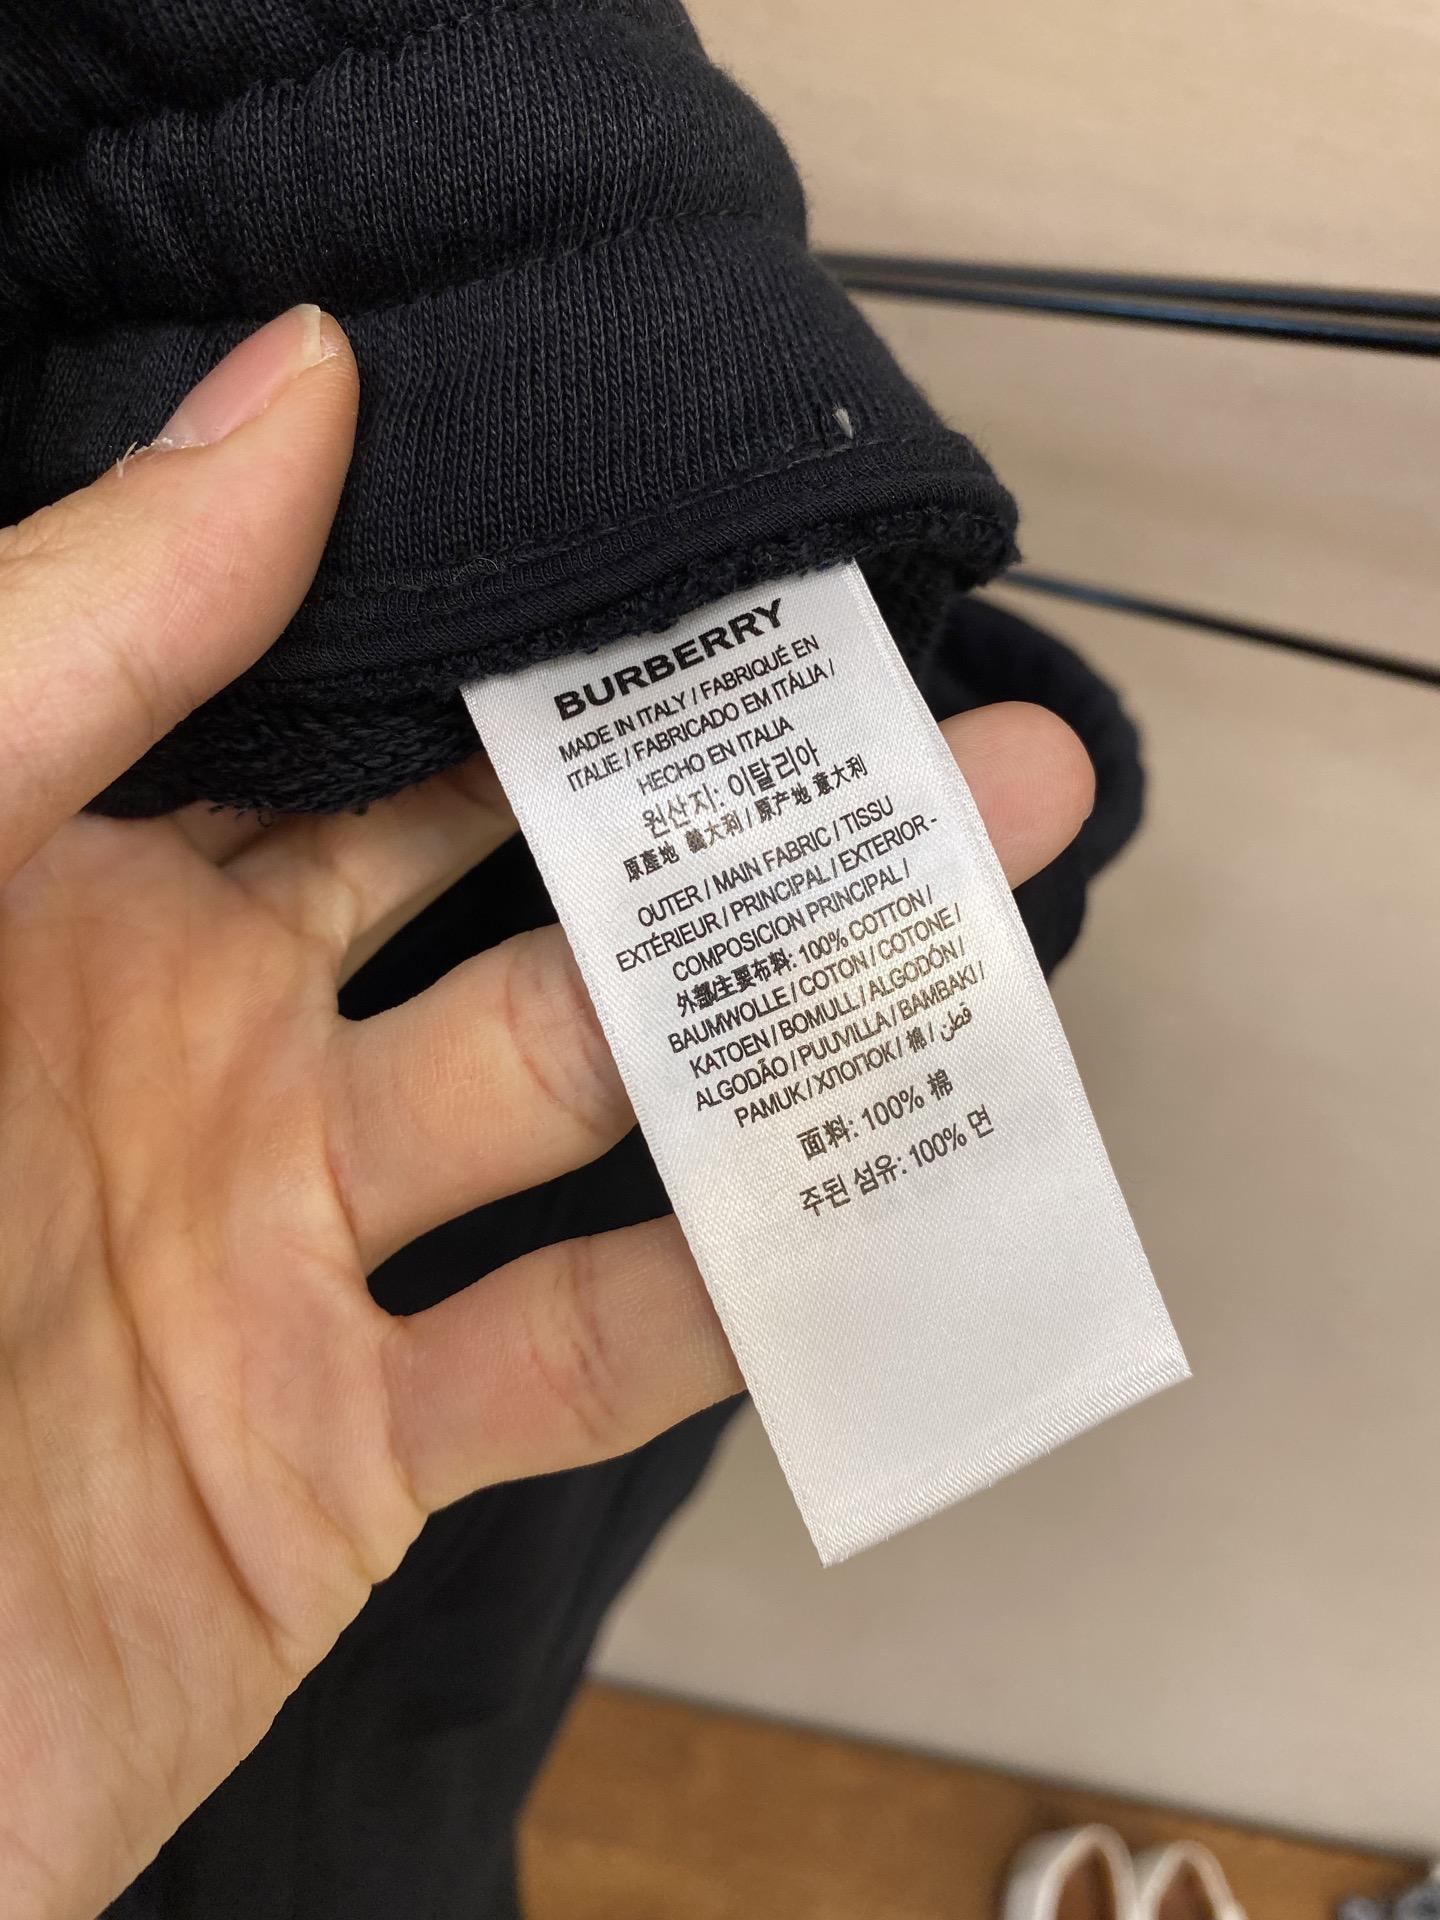 BURBERRY
MADE IN ITALY / FABRIQUÉ EN
ITALIE / FABRICADO EM ITÁLIA /
HECHO EN ITALIA
원산지: 이탈리아
原產地 義大利 / 原产地 意大利
OUTER / MAIN FABRIC / TISSU
EXTÉRIEUR / PRINCIPAL / EXTERIOR -
COMPOSICION PRINCIPAL /
外部/主要布料: 100% COTTON /
BAUMWOLLE / COTON / COTONE /
KATOEN / BOMULL / ALGODÓN /
ALGODÃO / PUUVILLA / BAMBAKI /
PAMUK / ХЛОПОК / 棉 / قطن
面料: 100% 棉
주된 섬유: 100% 면